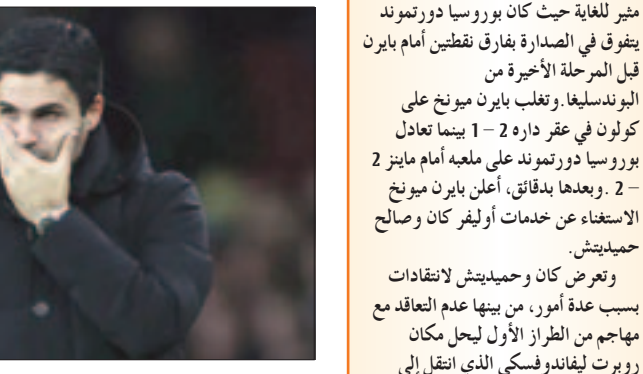 مثير للغاية حيث كان بوروسيا دورتموند
يتفوق في الصدارة بفارق نقطتين أمام بايرن
قبل المرحلة الأخيرة من
البوندسليغا.وتغلب بايرن ميونخ على
كولون في عقر داره 2 – 1 بينما تعادل
بوروسيا دورتموند على ملعبه أمام ماينز 2
– 2 .وبعدها بدقائق، أعلن بايرن ميونخ
الاستغناء عن خدمات أوليفر كان وصالح
حميديتش.
وتعرض كان وحميديتش لانتقادات
بسبب عدة أمور، من بينها عدم التعاقد مع
مهاجم من الطراز الأول ليحل مكان
روبرت ليفاندوفسكي الذي انتقل إلى